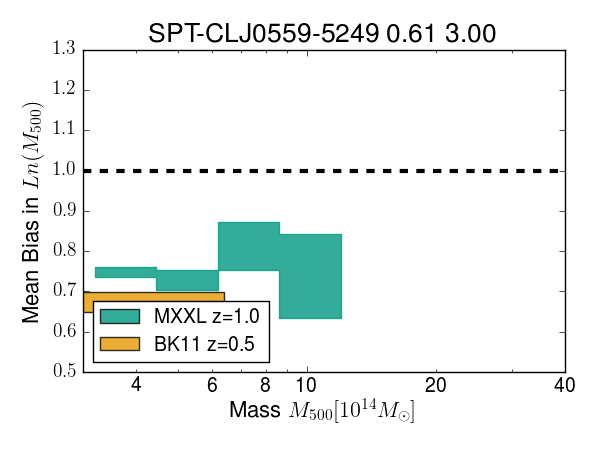 SPT-CLJ0559-5249 0.61 3.00
1.3
1.2
1.1
1.0
0.9
0.8
0.7
0.6
0.5
Mean Bias in Ln(M500)
MXXL z=1.0
BK11 z=0.5
4 6 8 10 20 40
Mass M500[10^14 M⊙]